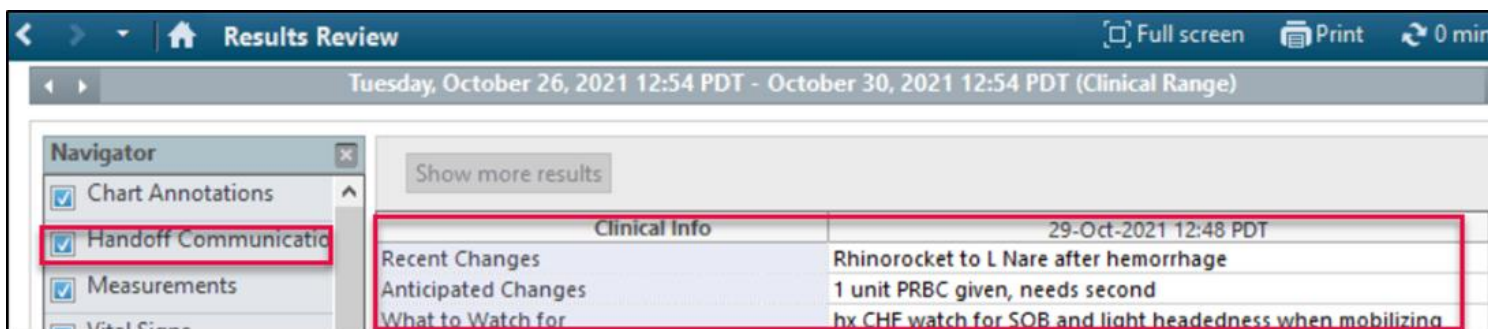 Results Review Full screen Print 0 min
Tuesday, October 26, 2021 12:54 PDT - October 30, 2021 12:54 PDT (Clinical Range)
Navigator
Show more results
Chart Annotations
Handoff Communicatio
Measurements
Vital Signs
Clinical Info 29-Oct-2021 12:48 PDT
Recent Changes Rhinorocket to L Nare after hemorrhage
Anticipated Changes 1 unit PRBC given, needs second
What to Watch for hx CHF watch for SOB and light headedness when mobilizing